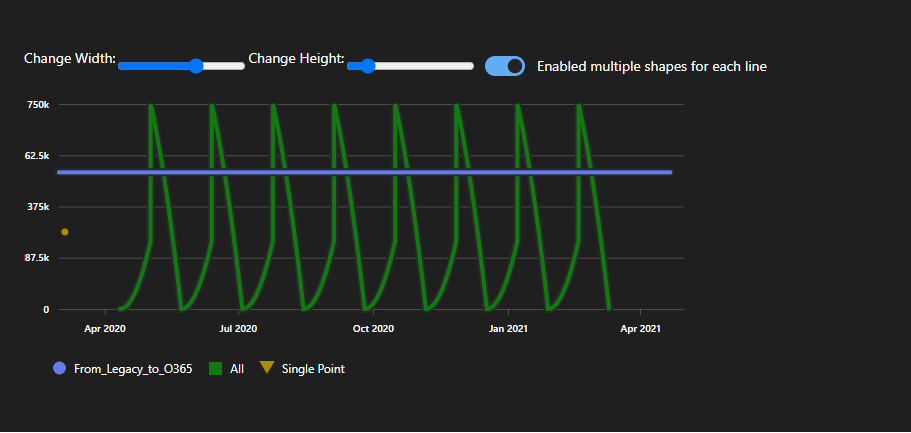 Change Width: Change Height: Enabled multiple shapes for each line
750k
62.5k
375k
87.5k
0
Apr 2020 Jul 2020 Oct 2020 Jan 2021 Apr 2021
From_Legacy_to_O365 All Single Point